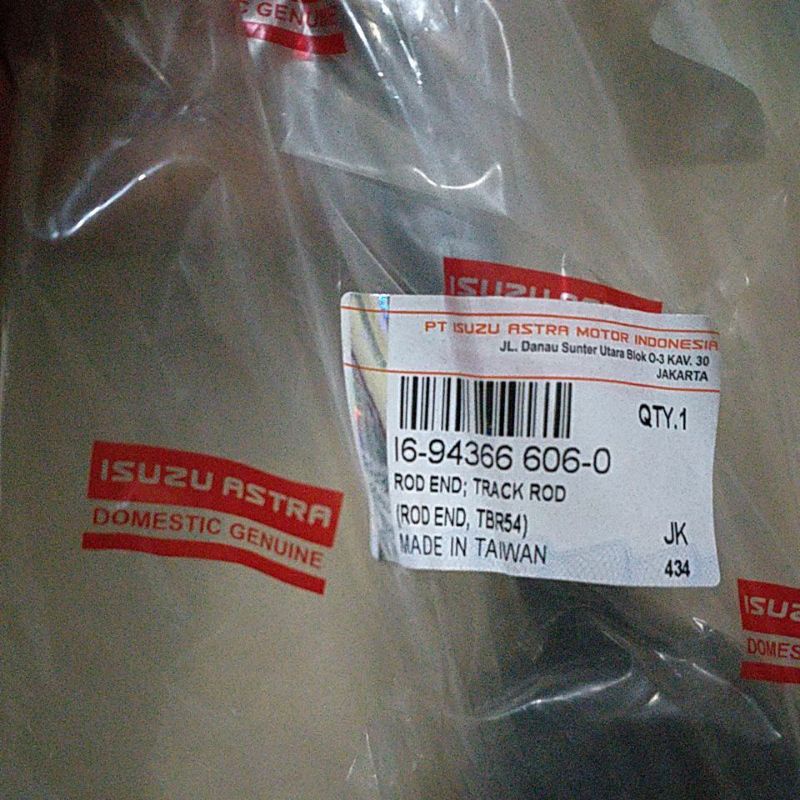 GENUINE
ISUZU
PT ISUZU ASTRA MOTOR INDONESIA
JL. Danau Sunter Utara Blok O-3 KAV. 30
JAKARTA
QTY.1
I6-94366 606-0
ROD END; TRACK ROD
(ROD END, TBR54)
JK
MADE IN TAIWAN
434
ISUZU ASTRA
DOMESTIC GENUINE
ISUZ
DOMES